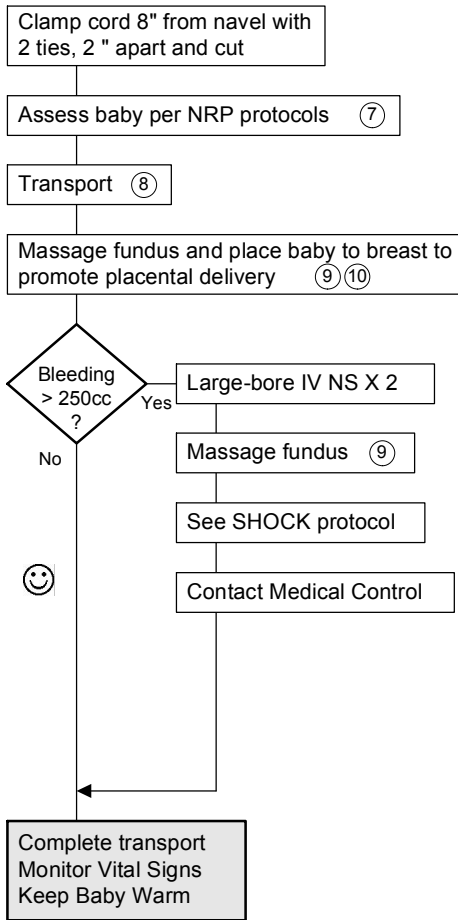 Clamp cord 8" from navel with
2 ties, 2 " apart and cut
Assess baby per NRP protocols ⑦
Transport ⑧
Massage fundus and place baby to breast to
promote placental delivery ⑨⑩
Bleeding
> 250cc
?
Yes
No
Large-bore IV NS X 2
Massage fundus ⑨
See SHOCK protocol
Contact Medical Control
Complete transport
Monitor Vital Signs
Keep Baby Warm